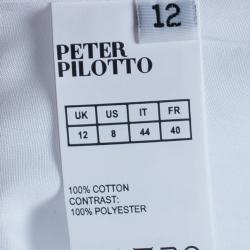 12
PETER
PILOTTO
UK US IT FR
12 8 44 40
100% COTTON
CONTRAST:
100% POLYESTER